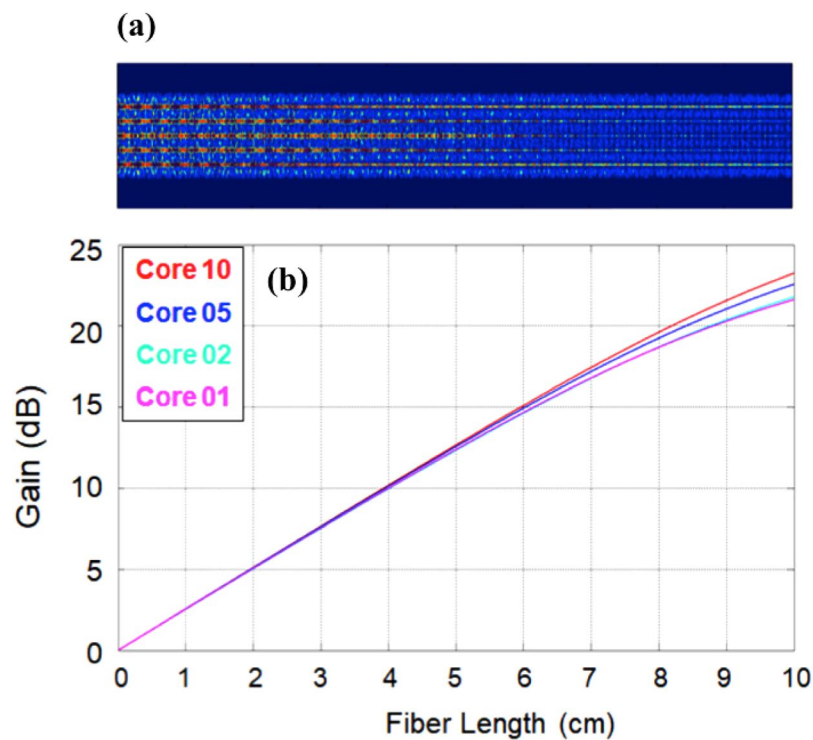 (a)
25
20
15
10
5
0
Core 10
Core 05
Core 02
Core 01
(b)
Gain (dB)
0 1 2 3 4 5 6 7 8 9 10
Fiber Length (cm)